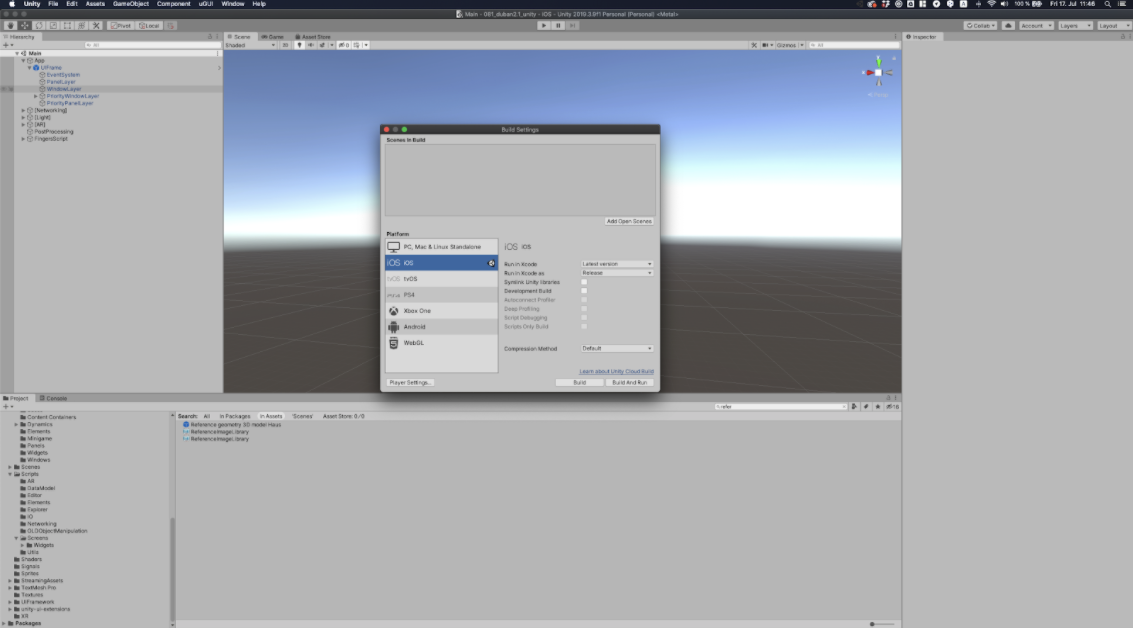 Unity File Edit Assets GameObject Component uGUI Window Help
100 % Fri 17. Jul 11:46
Main - 061_duban2.1_unity - iOS - Unity 2019.3.9f1 Personal [Personal] <Metal>
Pivot Local
Collab Account Layers Layout
Hierarchy
All
Main
App
UIFrame
EventSystem
PanelLayer
WindowLayer
PriorityWindowLayer
PriorityPanelLayer
[Networking]
[Light]
[AR]
PostProcessing
FingersScript
Scene Game Asset Store
Shaded 2D Gizmos All
Inspector
Build Settings
Scenes In Build
Add Open Scenes
Platform
PC, Mac & Linux Standalone
iOS iOS
tvOS tvOS
PS4 PS4
Xbox One
Android
WebGL
iOS iOS
Run in Xcode Latest version
Run in Xcode as Release
Symlink Unity libraries
Development Build
Autoconnect Profiler
Deep Profiling
Script Debugging
Scripts Only Build
Compression Method Default
Learn about Unity Cloud Build
Player Settings... Build Build And Run
Project Console
refer
Content Containers
Dynamics
Elements
Minigame
Panels
Widgets
Windows
Scenes
Scripts
AR
DataModel
Editor
Elements
Explorer
IO
Networking
OLDObjectManipulation
Screens
Widgets
Utils
Shaders
Signals
Sprites
StreamingAssets
TextMesh Pro
Textures
UIFramework
unity-ui-extensions
XR
Packages
Search: All In Packages In Assets 'Scenes' Asset Store: 0/0
Reference geometry 3D model Haus
ReferenceImageLibrary
ReferenceImageLibrary